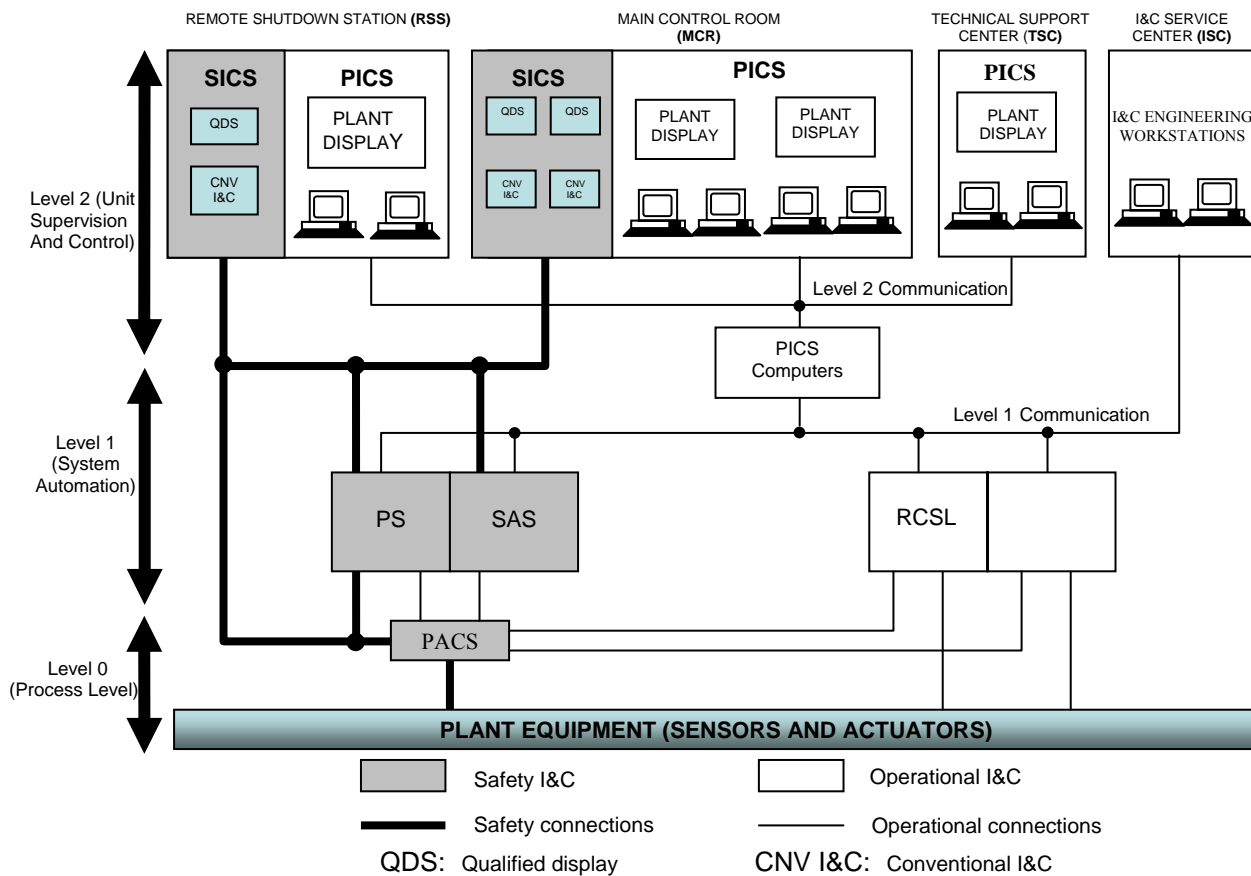 REMOTE SHUTDOWN STATION (RSS)
MAIN CONTROL ROOM
(MCR)
TECHNICAL SUPPORT
CENTER (TSC)
I&C SERVICE
CENTER (ISC)
SICS
PICS
SICS
PICS
PICS
QDS
PLANT
DISPLAY
QDS
QDS
PLANT
DISPLAY
PLANT
DISPLAY
PLANT
DISPLAY
I&C ENGINEERING
WORKSTATIONS
CNV
I&C
CNV
I&C
CNV
I&C
Level 2 (Unit
Supervision
And Control)
Level 2 Communication
PICS
Computers
Level 1 Communication
Level 1
(System
Automation)
PS
SAS
RCSL
PACS
Level 0
(Process Level)
PLANT EQUIPMENT (SENSORS AND ACTUATORS)
Safety I&C
Operational I&C
Safety connections
Operational connections
QDS: Qualified display
CNV I&C: Conventional I&C